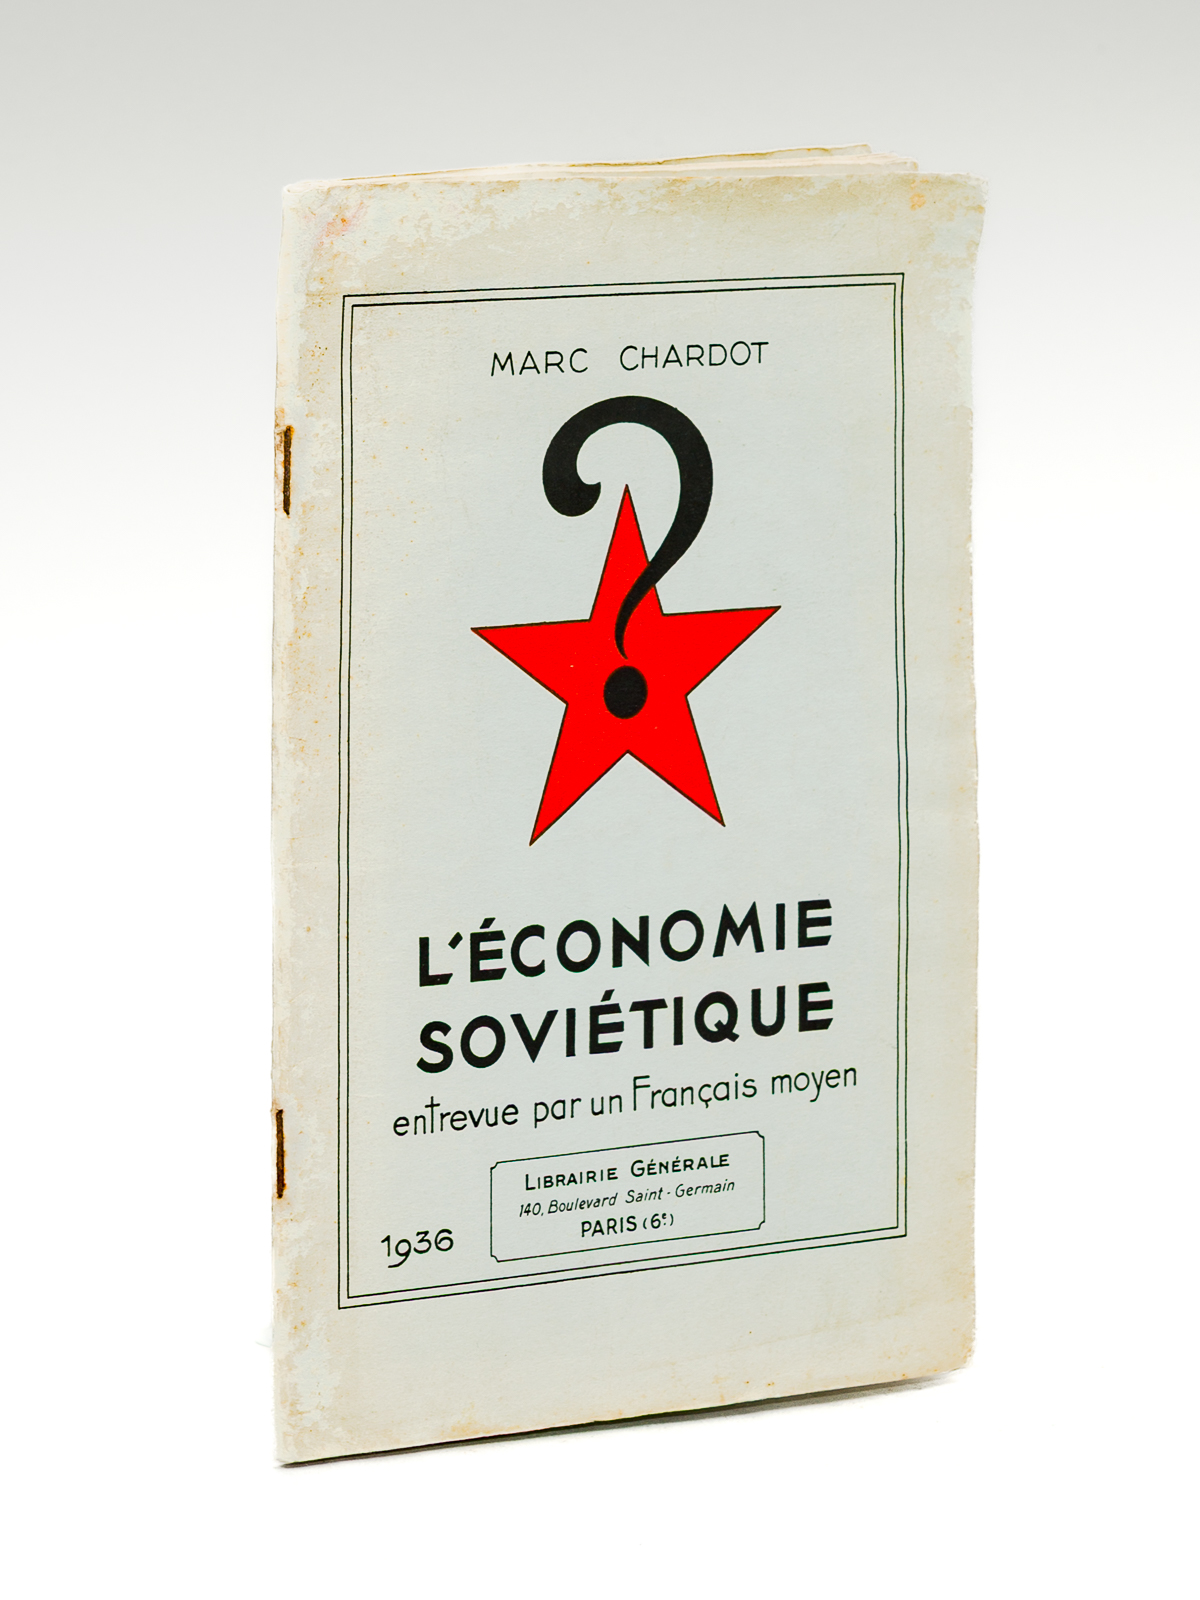 MARC CHARDOT
?
L'ÉCONOMIE
SOVIÉTIQUE
entrevue par un Français moyen
LIBRAIRIE GÉNÉRALE
140, Boulevard Saint-Germain
PARIS (6e)
1936